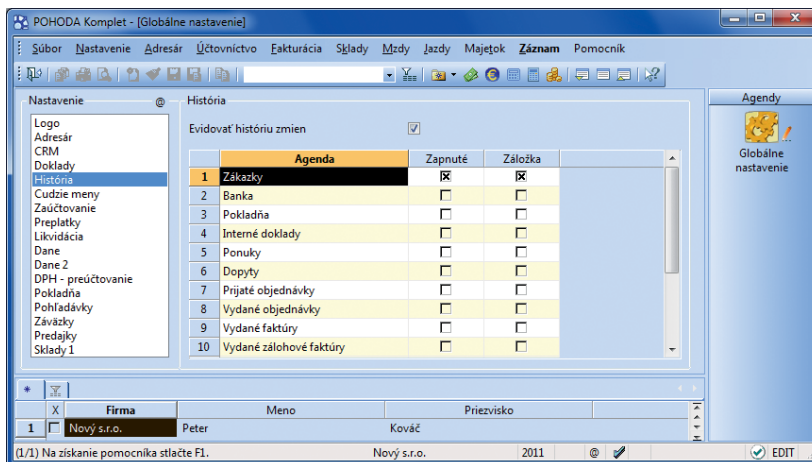 POHODA Komplet - [Globálne nastavenie]
Súbor Nastavenie Adresár Účtovníctvo Fakturácia Sklady Mzdy Jazdy Majetok Záznam Pomocník
Nastavenie @
Logo
Adresár
CRM
Doklady
História
Cudzie meny
Zaúčtovanie
Preplatky
Likvidácia
Dane
Dane 2
DPH - preúčtovanie
Pokladňa
Pohľadávky
Záväzky
Predajky
Sklady 1
História
Evidovať históriu zmien
Agenda Zapnuté Záložka
1 Zákazky
2 Banka
3 Pokladňa
4 Interné doklady
5 Ponuky
6 Dopyty
7 Prijaté objednávky
8 Vydané objednávky
9 Vydané faktúry
10 Vydané zálohové faktúry
Agendy
Globálne
nastavenie
X Firma Meno Priezvisko
1 Nový s.r.o. Peter Kováč
(1/1) Na získanie pomocníka stlačte F1. Nový s.r.o. 2011 @ EDIT